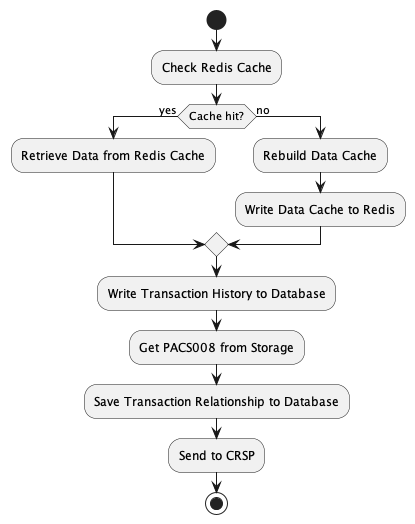 Check Redis Cache
yes
Cache hit?
no
Retrieve Data from Redis Cache
Rebuild Data Cache
Write Data Cache to Redis
Write Transaction History to Database
Get PACS008 from Storage
Save Transaction Relationship to Database
Send to CRSP